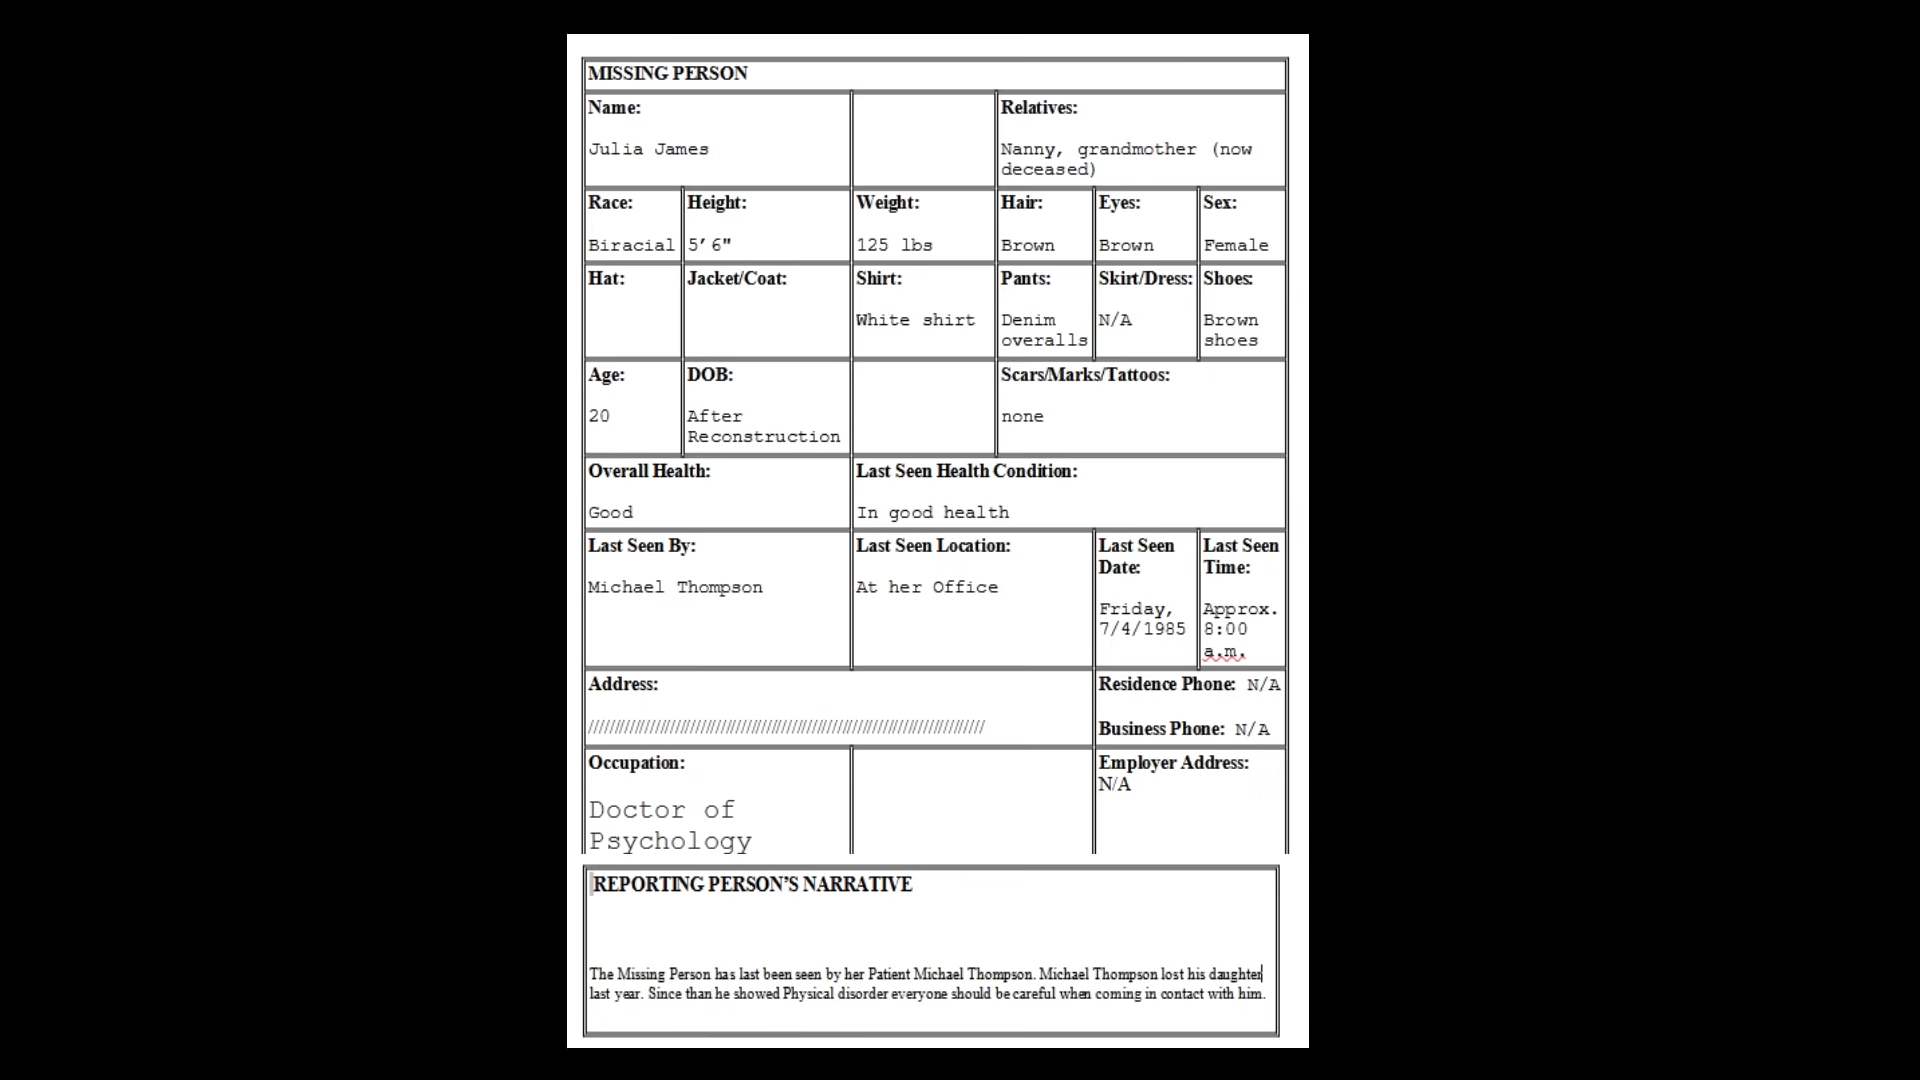 MISSING PERSON
Name:
Relatives:
Julia James
Nanny, grandmother (now
deceased)
Race:
Height:
Weight:
Hair:
Eyes:
Sex:
Biracial
5′6"
125 lbs
Brown
Brown
Female
Hat:
Jacket/Coat:
Shirt:
Pants:
Skirt/Dress:
Shoes:
White shirt
Denim
overalls
N/A
Brown
shoes
Age:
DOB:
Scars/Marks/Tattoos:
20
After
Reconstruction
none
Overall Health:
Last Seen Health Condition:
Good
In good health
Last Seen By:
Last Seen Location:
Last Seen
Date:
Last Seen
Time:
Michael Thompson
At her Office
Friday,
7/4/1985
Approx.
8:00
a.m.
Address:
Residence Phone: N/A
////////////////////////////////////////////////////////////////////////////////
Business Phone: N/A
Occupation:
Employer Address:
N/A
Doctor of
Psychology
REPORTING PERSON'S NARRATIVE
The Missing Person has last been seen by her Patient Michael Thompson. Michael Thompson lost his daughter
last year. Since than he showed Physical disorder everyone should be careful when coming in contact with him.